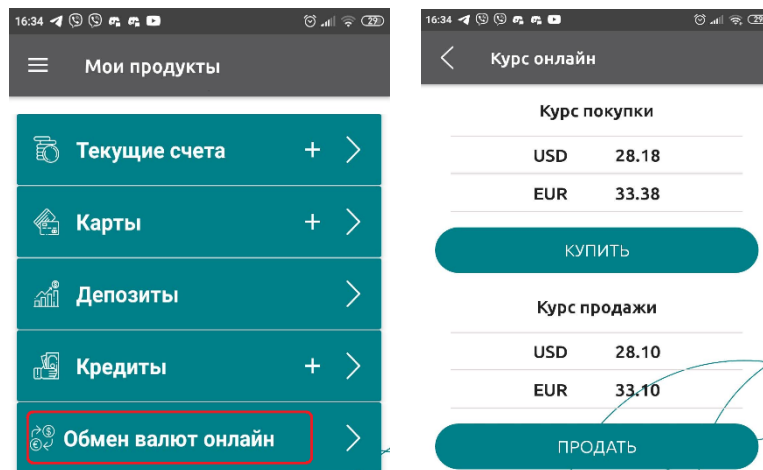 16:34
29
Мои продукты
Текущие счета +
Карты +
Депозиты
Кредиты +
Обмен валют онлайн
16:34
29
Курс онлайн
Курс покупки
USD 28.18
EUR 33.38
КУПИТЬ
Курс продажи
USD 28.10
EUR 33.10
ПРОДАТЬ